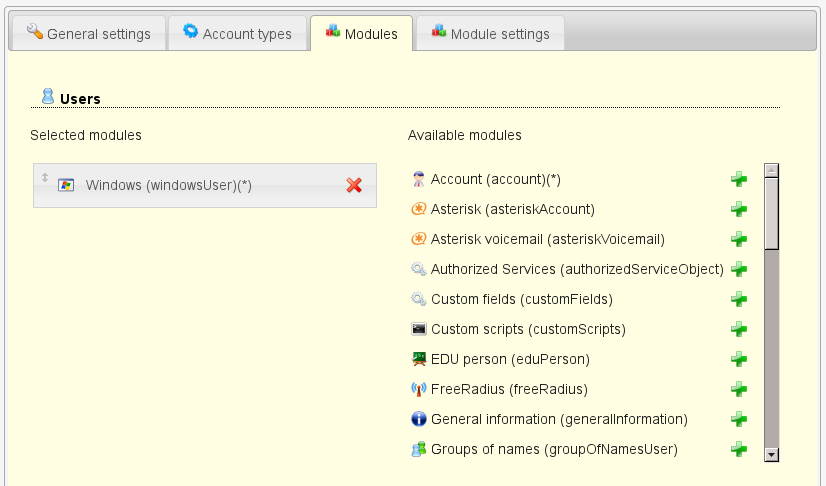 General settings
Account types
Modules
Module settings
Users
Selected modules
Available modules
Windows (windowsUser)(*)
Account (account)(*)
Asterisk (asteriskAccount)
Asterisk voicemail (asteriskVoicemail)
Authorized Services (authorizedServiceObject)
Custom fields (customFields)
Custom scripts (customScripts)
EDU person (eduPerson)
FreeRadius (freeRadius)
General information (generalInformation)
Groups of names (groupOfNamesUser)